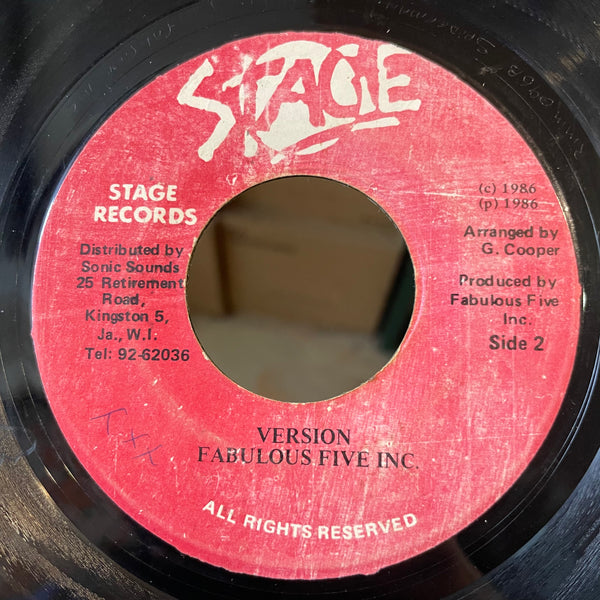 STAGE
STAGE
RECORDS
Distributed by
Sonic Sounds
25 Retirement
Road,
Kingston 5,
Ja., W.I.
Tel: 92-62036
(c) 1986
(p) 1986
Arranged by
G. Cooper
Produced by
Fabulous Five
Inc.
Side 2
VERSION
FABULOUS FIVE INC.
ALL RIGHTS RESERVED